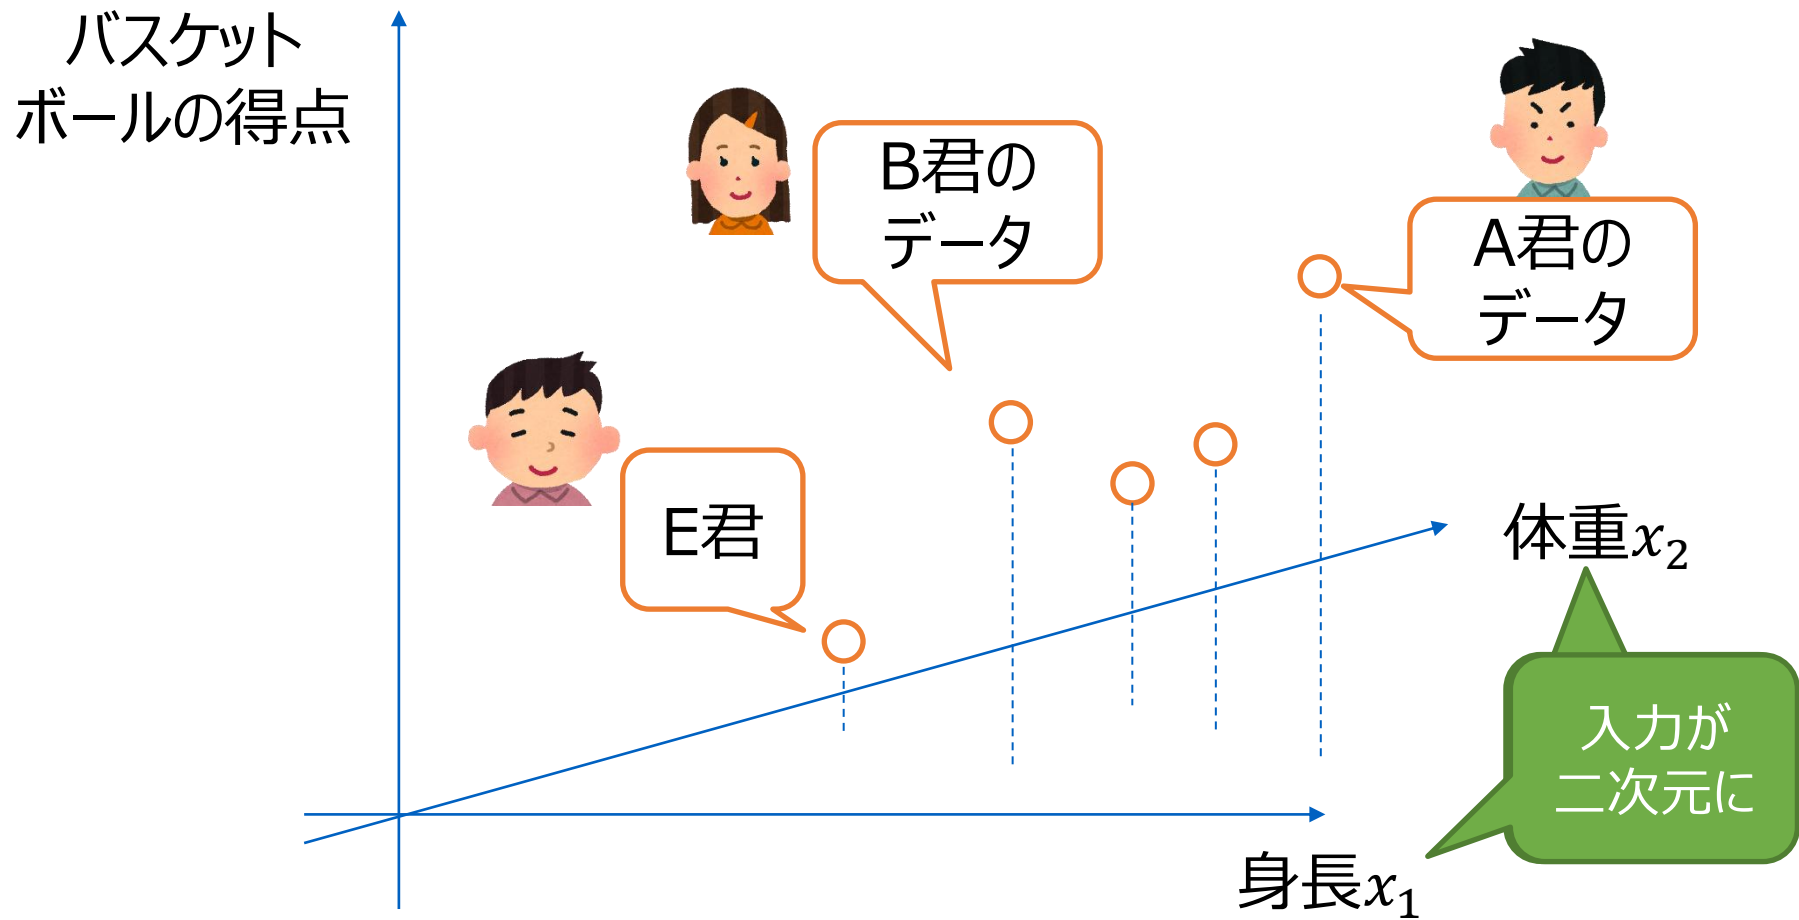 バスケット
ボールの得点
B君の
データ
A君の
データ
E君
体重x₂
入力が
二次元に
身長x₁